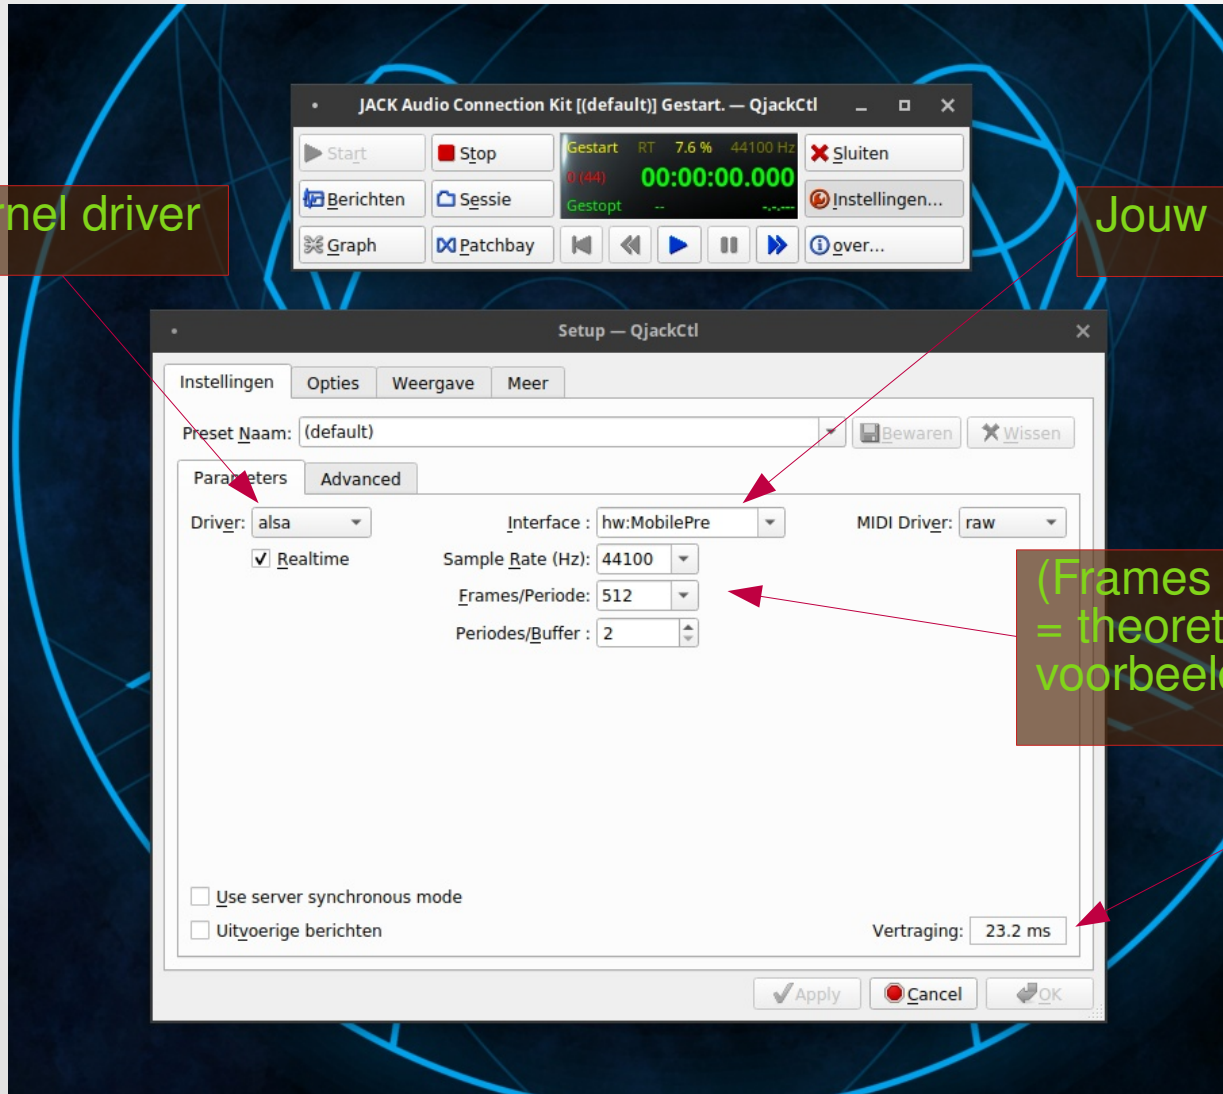 JACK Audio Connection Kit [(default)] Gestart. — QjackCtl
Start
Stop
Gestart RT 7.6 % 44100 Hz
Sluiten
0 (44) 00:00:00.000
Berichten
Sessie
Gestopt -- -.-.---
Instellingen...
Graph
Patchbay
over...
driver
Jouw
Setup — QjackCtl
Instellingen
Opties
Weergave
Meer
Preset Naam: (default)
Bewaren
Wissen
Parameters
Advanced
Driver: alsa
Interface : hw:MobilePre
MIDI Driver: raw
Realtime
Sample Rate (Hz): 44100
Frames/Periode: 512
Periodes/Buffer : 2
(Frames
=
Use server synchronous mode
Uitvoerige berichten
Vertraging: 23.2 ms
Apply
Cancel
OK